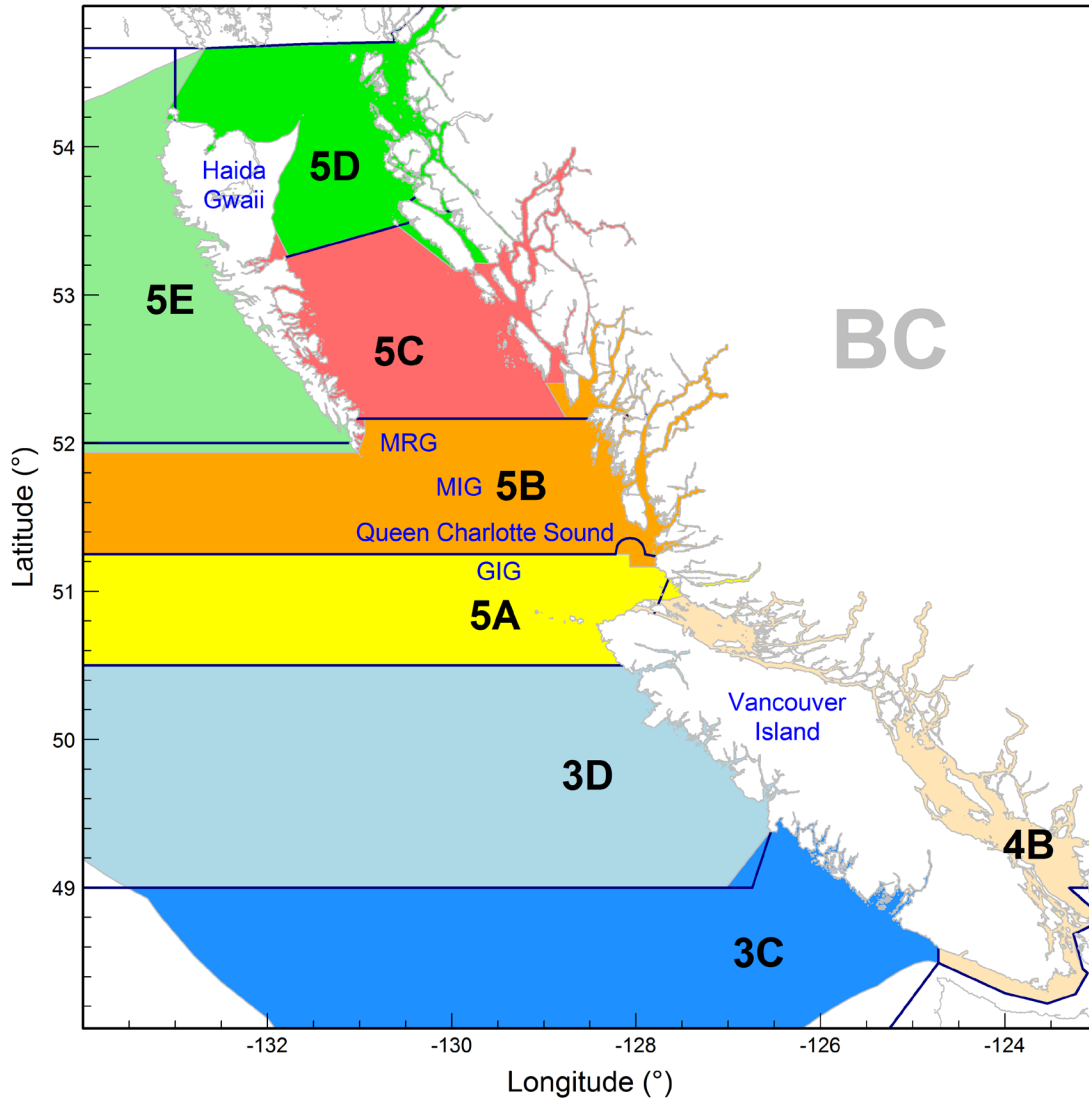 54
53
52
51
50
49
Latitude (°)
Haida
Gwaii
5D
5E
5C
BC
MRG
MIG
5B
Queen Charlotte Sound
GIG
5A
Vancouver
Island
3D
4B
3C
-132
-130
-128
-126
-124
Longitude (°)